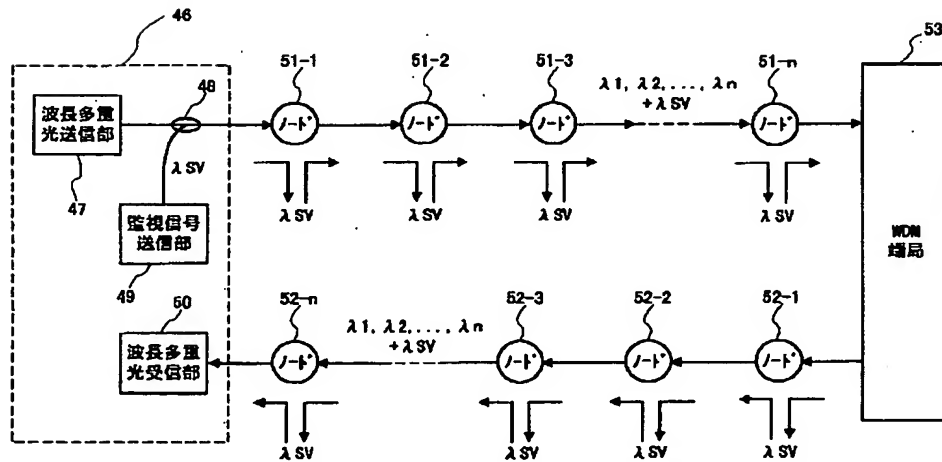 46
53
51-1
51-2
51-3
51-n
48
λ1, λ2,..., λn
+λSV
波長多重
光送信部
ノード
ノード
ノード
ノード
λSV
47
λSV
λSV
λSV
λSV
監視信号
送信部
WDM
端局
49
50
52-n
52-3
52-2
52-1
λ1, λ2,..., λn
+λSV
波長多重
光受信部
ノード
ノード
ノード
ノード
λSV
λSV
λSV
λSV